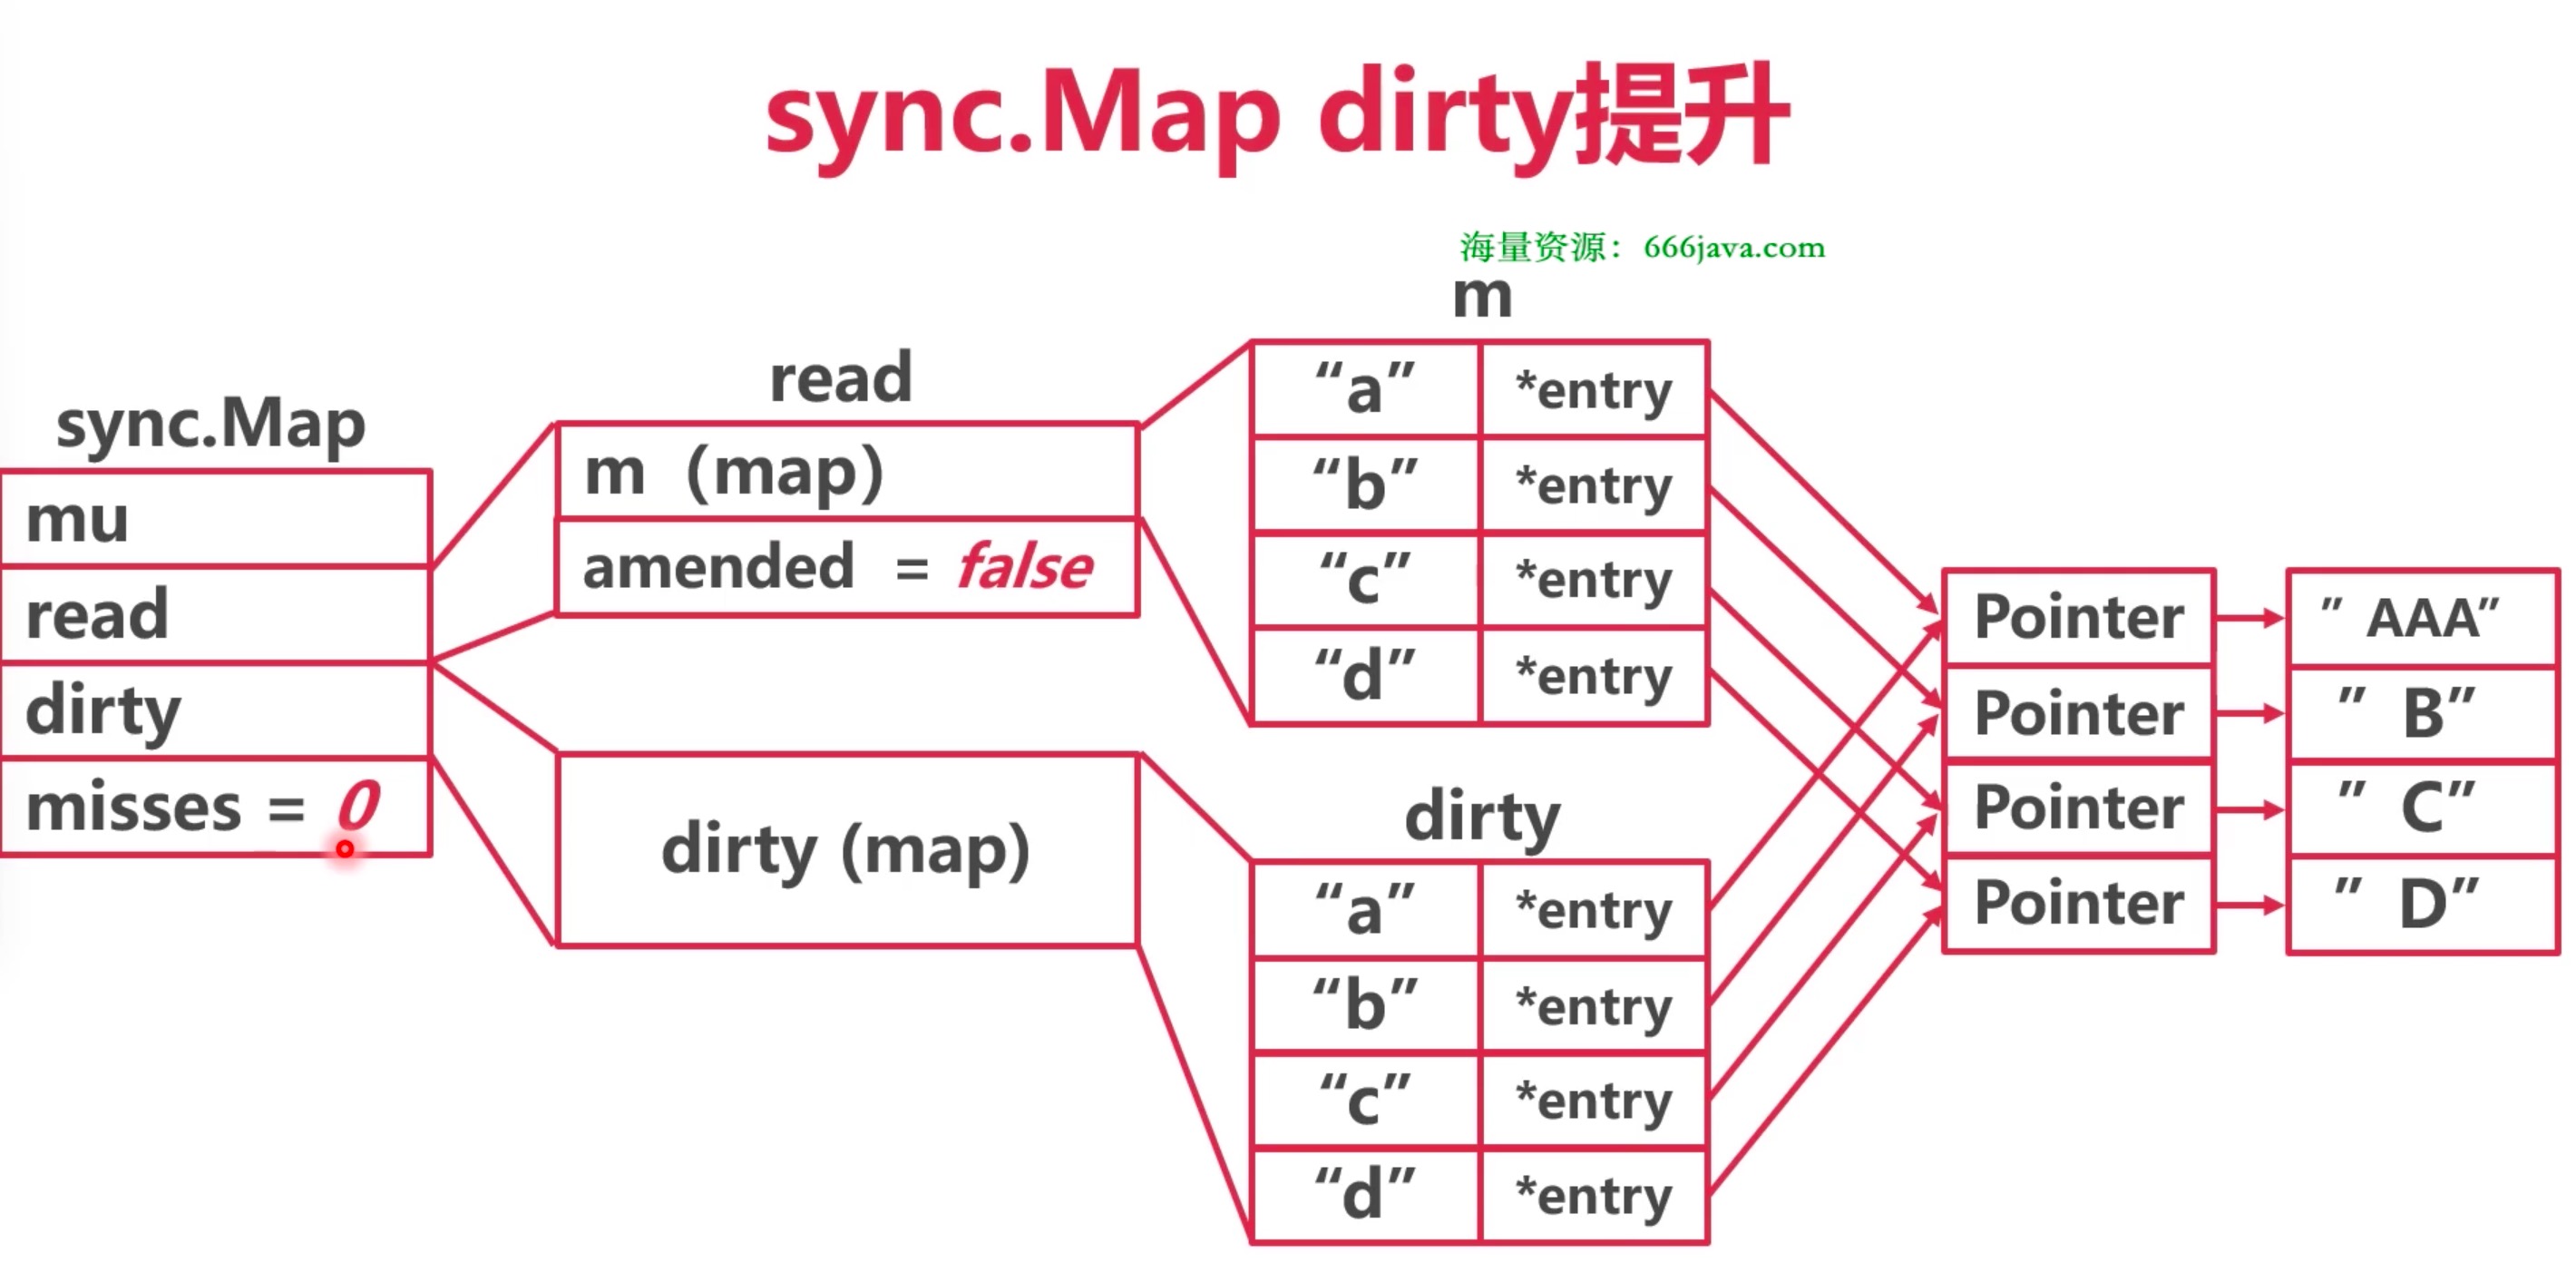 sync.Map dirty提升
海量资源：666java.com
sync.Map
mu
read
dirty
misses = 0
read
m (map)
amended = false
dirty (map)
m
“a” *entry
“b” *entry
“c” *entry
“d” *entry
dirty
“a” *entry
“b” *entry
“c” *entry
“d” *entry
Pointer ” AAA”
Pointer ” B”
Pointer ” C”
Pointer ” D”